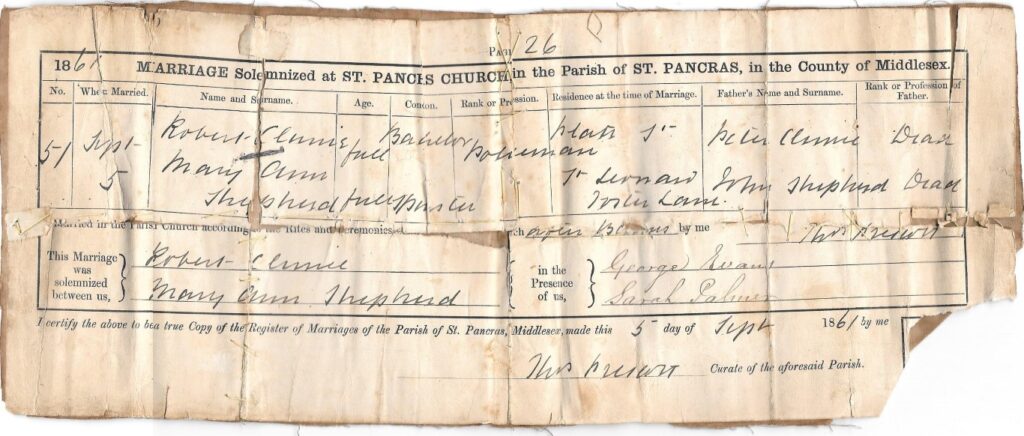 PAGE 126
1861 MARRIAGE Solemnized at ST. PANCRAS CHURCH in the Parish of ST. PANCRAS, in the County of Middlesex.
No. When Married. Name and Surname. Age. Condition. Rank or Profession. Residence at the time of Marriage. Father's Name and Surname. Rank or Profession of Father.
51 Sept 5 Robert Clunie full Bachelor Policeman Platt St Peter Clunie Dead
Mary Ann Shepherd full Spinster St Leonard Foster Lane John Shepherd Dead
Married in the Parish Church according to the Rites and Ceremonies after Banns by me Thos Prescott
This Marriage was solemnized between us, Robert Clunie in the Presence of us, George Evans
Mary Ann Shepherd Sarah Palmer
I certify the above to be a true Copy of the Register of Marriages of the Parish of St. Pancras, Middlesex, made this 5 day of Sept 1861 by me
Thos Prescott Curate of the aforesaid Parish.